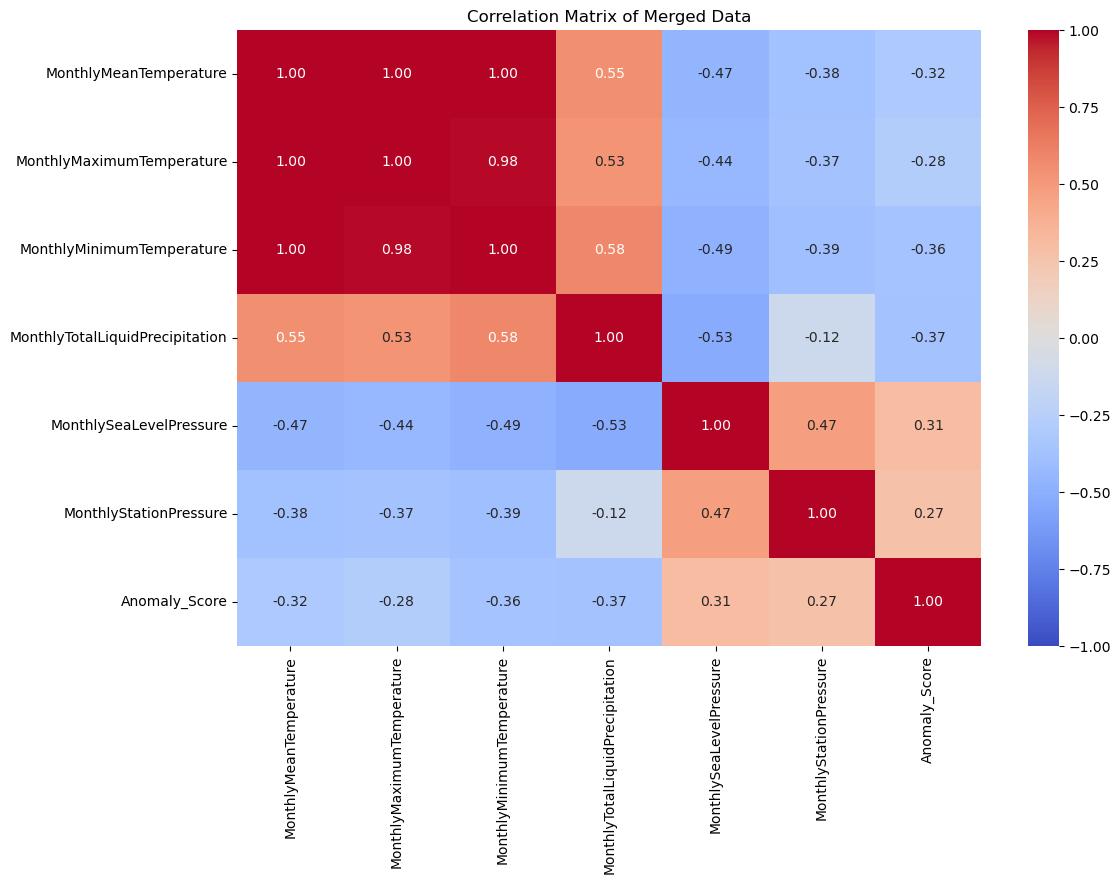 Correlation Matrix of Merged Data
MonthlyMeanTemperature 1.00 1.00 1.00 0.55 -0.47 -0.38 -0.32
MonthlyMaximumTemperature 1.00 1.00 0.98 0.53 -0.44 -0.37 -0.28
MonthlyMinimumTemperature 1.00 0.98 1.00 0.58 -0.49 -0.39 -0.36
MonthlyTotalLiquidPrecipitation 0.55 0.53 0.58 1.00 -0.53 -0.12 -0.37
MonthlySeaLevelPressure -0.47 -0.44 -0.49 -0.53 1.00 0.47 0.31
MonthlyStationPressure -0.38 -0.37 -0.39 -0.12 0.47 1.00 0.27
Anomaly_Score -0.32 -0.28 -0.36 -0.37 0.31 0.27 1.00
MonthlyMeanTemperature
MonthlyMaximumTemperature
MonthlyMinimumTemperature
MonthlyTotalLiquidPrecipitation
MonthlySeaLevelPressure
MonthlyStationPressure
Anomaly_Score
1.00
0.75
0.50
0.25
0.00
−0.25
−0.50
−0.75
−1.00